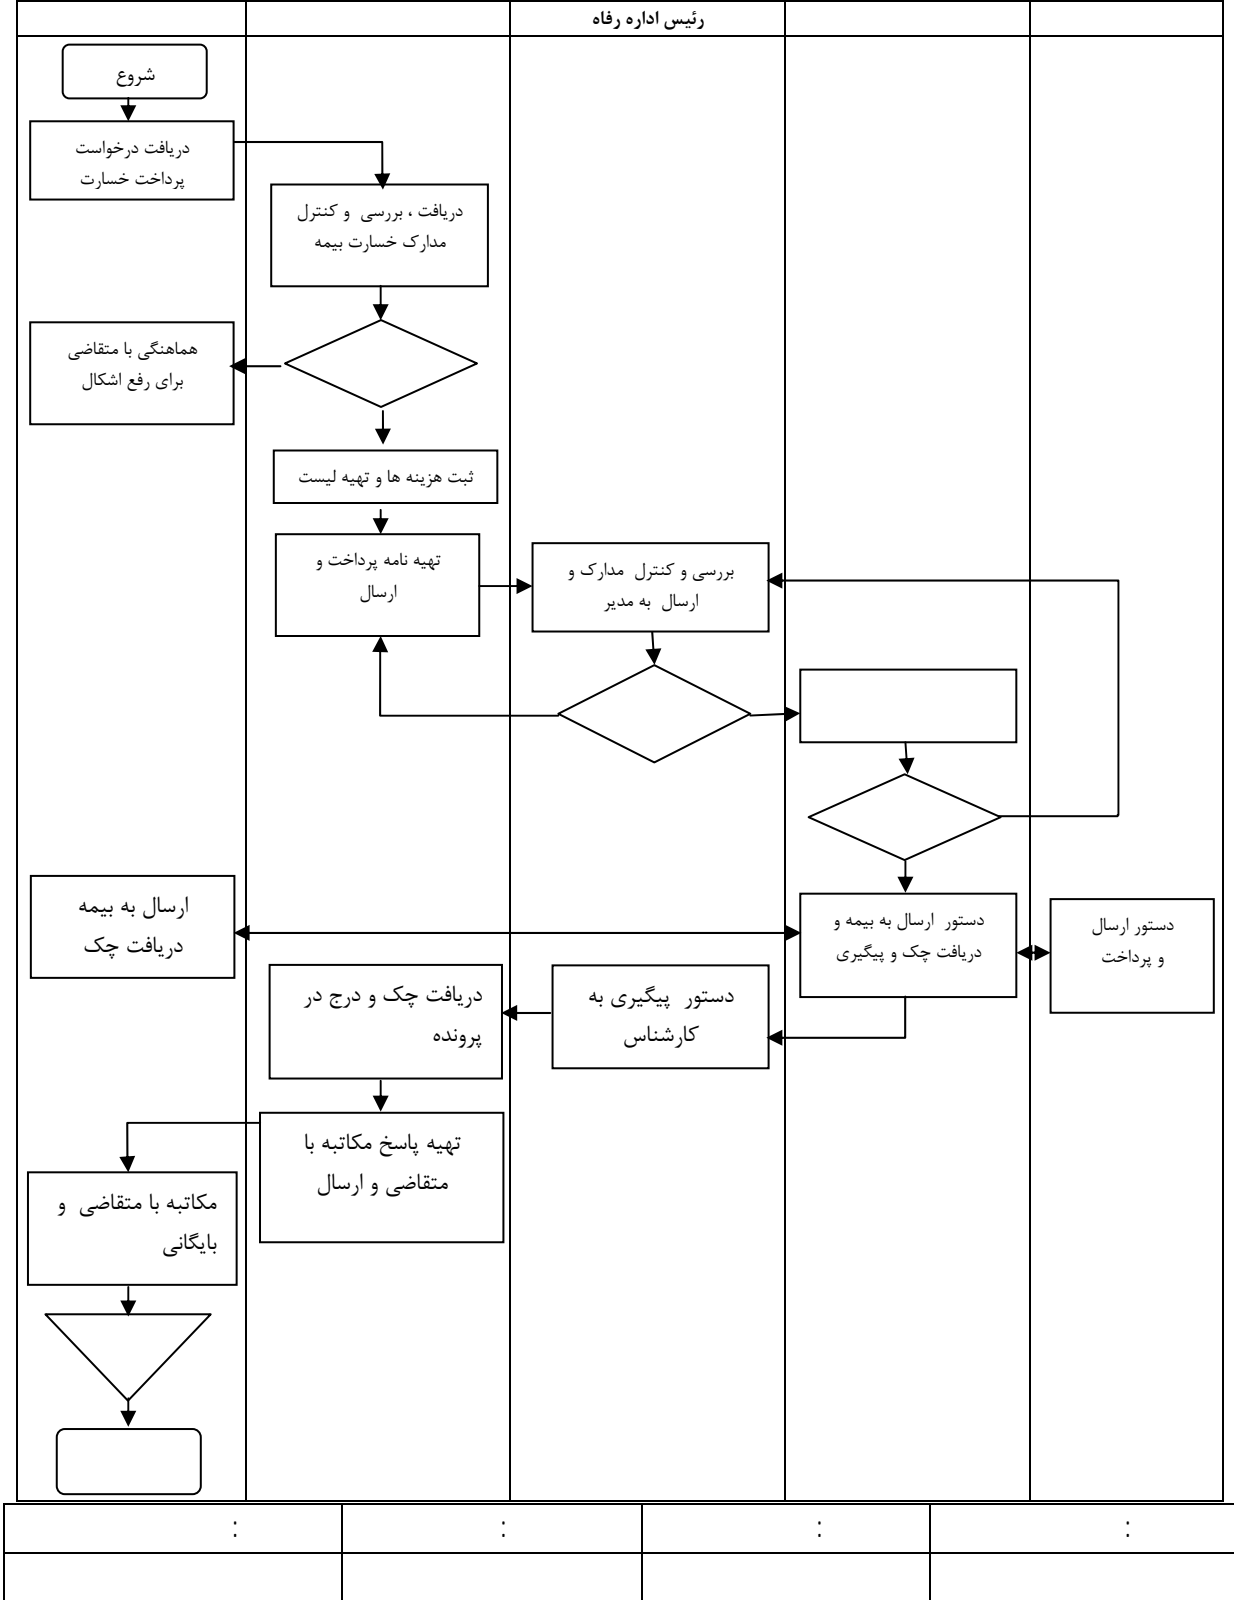 رئیس اداره رفاه
شروع
دریافت درخواست
پرداخت خسارت
دریافت ، بررسی و کنترل
مدارک خسارت بیمه
هماهنگی با متقاضی
برای رفع اشکال
ثبت هزینه ها و تهیه لیست
تهیه نامه پرداخت و
ارسال
بررسی و کنترل مدارک و
ارسال به مدیر
دستور ارسال به بیمه و
دریافت چک و پیگیری
دستور ارسال
و پرداخت
ارسال به بیمه
دریافت چک
دستور پیگیری به
کارشناس
دریافت چک و درج در
پرونده
تهیه پاسخ مکاتبه با
متقاضی و ارسال
مکاتبه با متقاضی و
بایگانی
: : : :